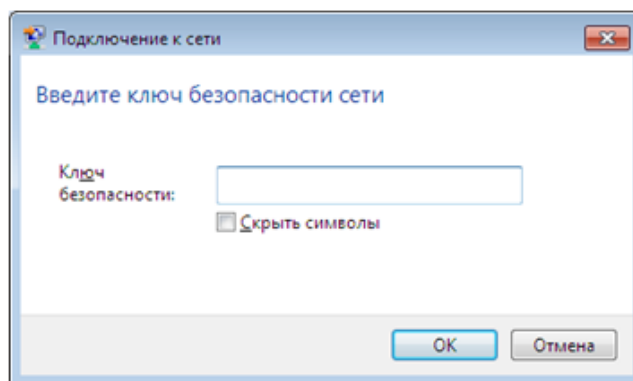 Подключение к сети
Введите ключ безопасности сети
Ключ
безопасности:
Скрыть символы
OK
Отмена